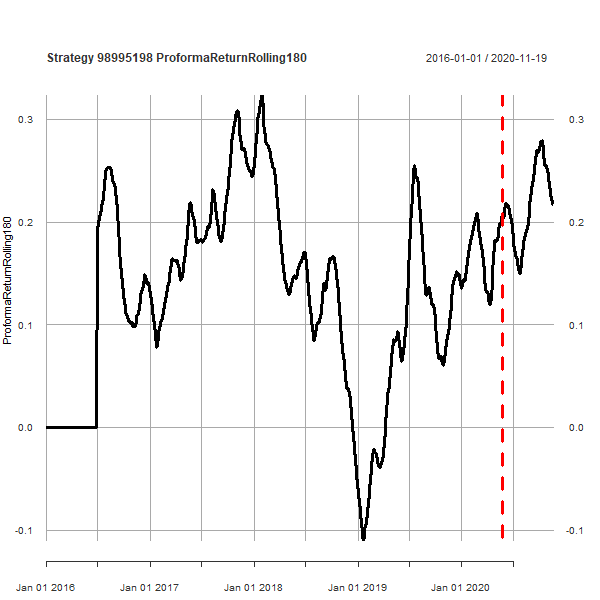 Strategy 98995198 ProformaReturnRolling180
2016-01-01 / 2020-11-19
0.3
0.3
0.2
0.2
ProformaReturnRolling180
0.1
0.1
0.0
0.0
-0.1
-0.1
Jan 01 2016
Jan 01 2017
Jan 01 2018
Jan 01 2019
Jan 01 2020